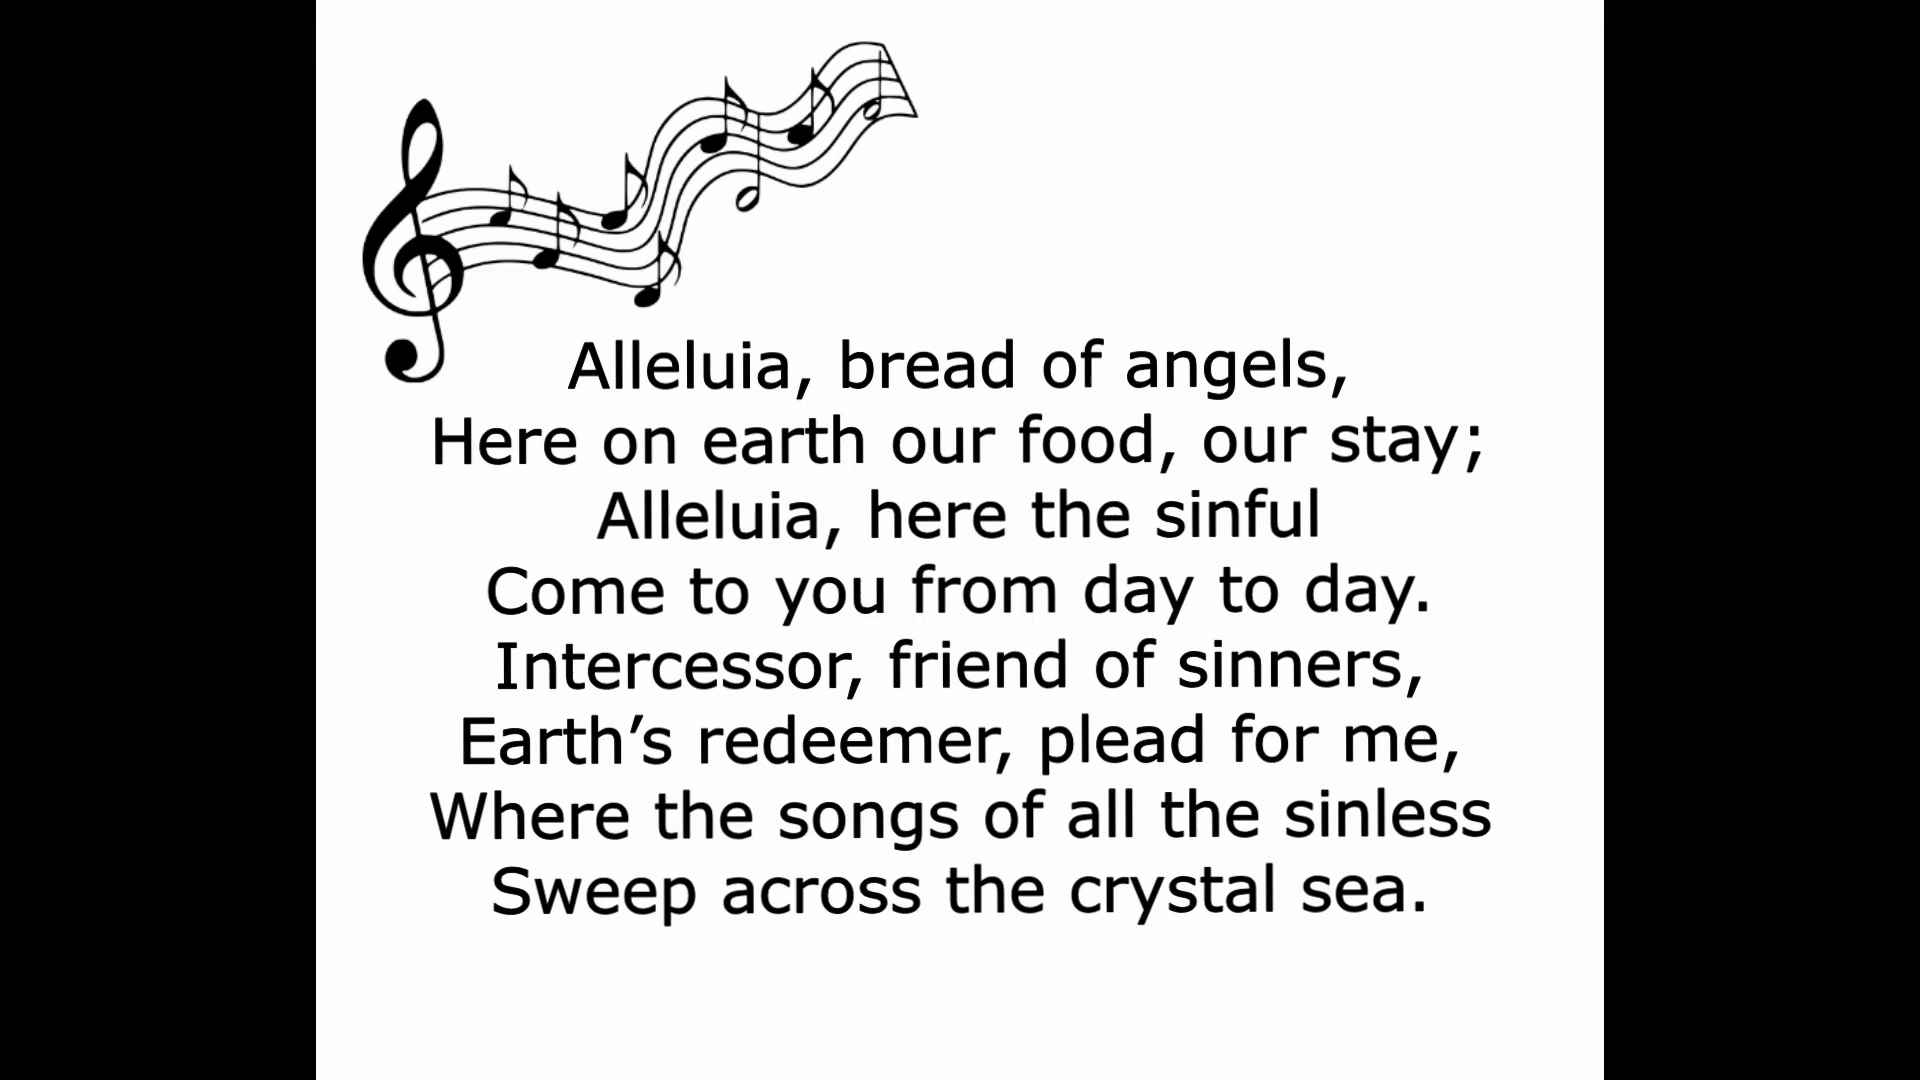 Alleluia, bread of angels,
Here on earth our food, our stay;
Alleluia, here the sinful
Come to you from day to day.
Intercessor, friend of sinners,
Earth’s redeemer, plead for me,
Where the songs of all the sinless
Sweep across the crystal sea.